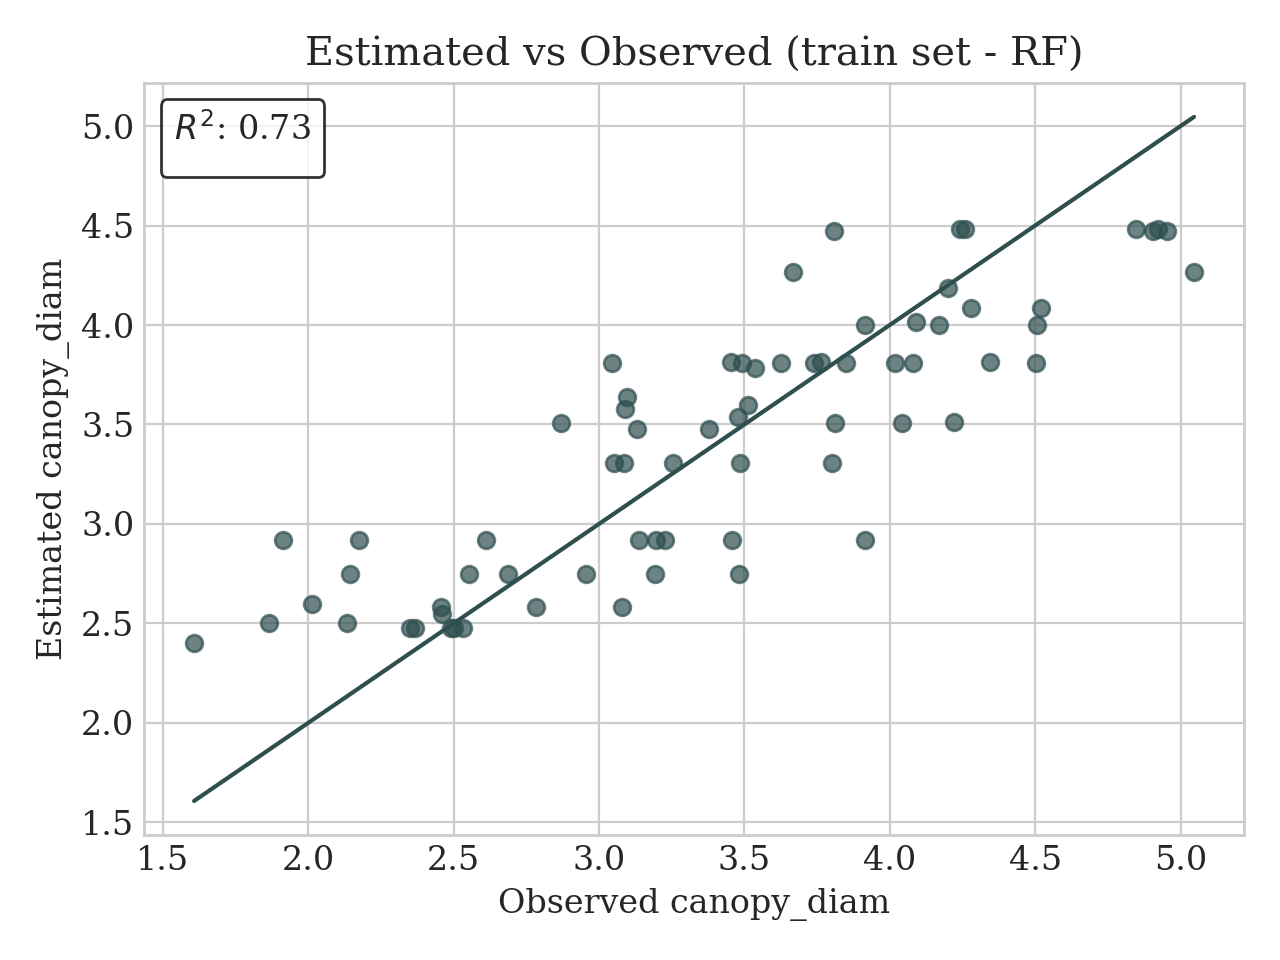 Estimated vs Observed (train set - RF)
R²: 0.73
5.0
4.5
4.0
3.5
3.0
2.5
2.0
1.5
Estimated canopy_diam
1.5 2.0 2.5 3.0 3.5 4.0 4.5 5.0
Observed canopy_diam